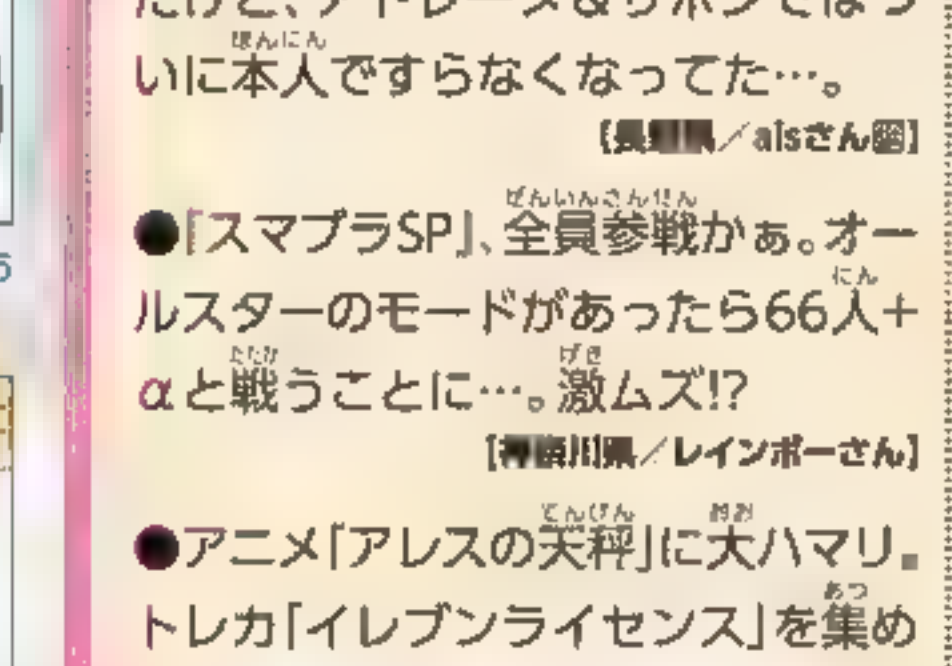 いに本人ですらなくなってた…。
/aisさん
●『スマブラSP』、全員参戦かぁ。オー
ルスターのモードがあったら66人＋
αと戦うことに…。激ムズ!?
[神奈川県/レインボーさん]
●アニメ「アレスの天秤」に大ハマリ。
トレカ「イレブンライセンス」を集め